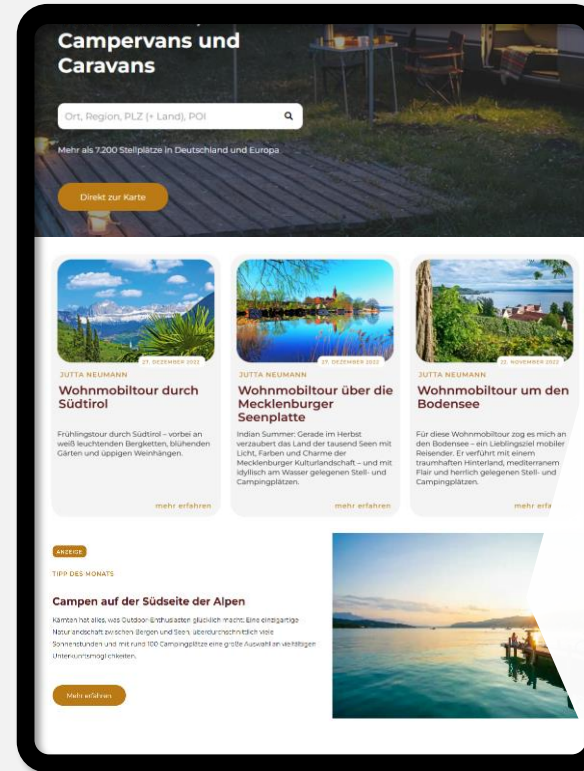 Campervans und
Caravans
Ort, Region, PLZ (+ Land), POI
Mehr als 7.200 Stellplätze in Deutschland und Europa
Direkt zur Karte
27. DEZEMBER 2022
JUTTA NEUMANN
Wohnmobiltour durch
Südtirol
Frühlingstour durch Südtirol – vorbei an
weiß leuchtenden Bergketten, blühenden
Gärten und üppigen Weinhängen.
mehr erfahren
27. DEZEMBER 2022
JUTTA NEUMANN
Wohnmobiltour über die
Mecklenburger
Seenplatte
Indian Summer: Gerade im Herbst
verzaubert das Land der tausend Seen mit
Licht, Farben und Charme der
Mecklenburger Kulturlandschaft – und mit
idyllisch am Wasser gelegenen Stell- und
Campingplätzen.
mehr erfahren
22. NOVEMBER 2022
JUTTA NEUMANN
Wohnmobiltour um den
Bodensee
Für diese Wohnmobiltour zog es mich an
den Bodensee – ein Lieblingsziel mobiler
Reisender. Er verführt mit einem
traumhaften Hinterland, mediterranem
Flair und herrlich gelegenen Stell- und
Campingplätzen.
mehr erfa
ANZEIGE
TIPP DES MONATS
Campen auf der Südseite der Alpen
Kärnten hat alles, was Outdoor-Enthusiasten glücklich macht: Eine einzigartige
Naturlandschaft zwischen Bergen und Seen, überdurchschnittlich viele
Sonnenstunden und mit rund 100 Campingplätze eine große Auswahl an vielfältigen
Unterkunftsmöglichkeiten.
Mehr erfahren